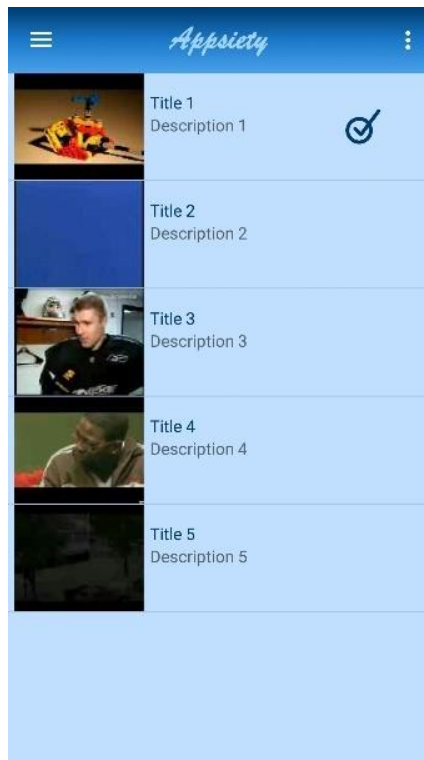 Appsiety
Title 1
Description 1
Title 2
Description 2
Title 3
Description 3
Title 4
Description 4
Title 5
Description 5